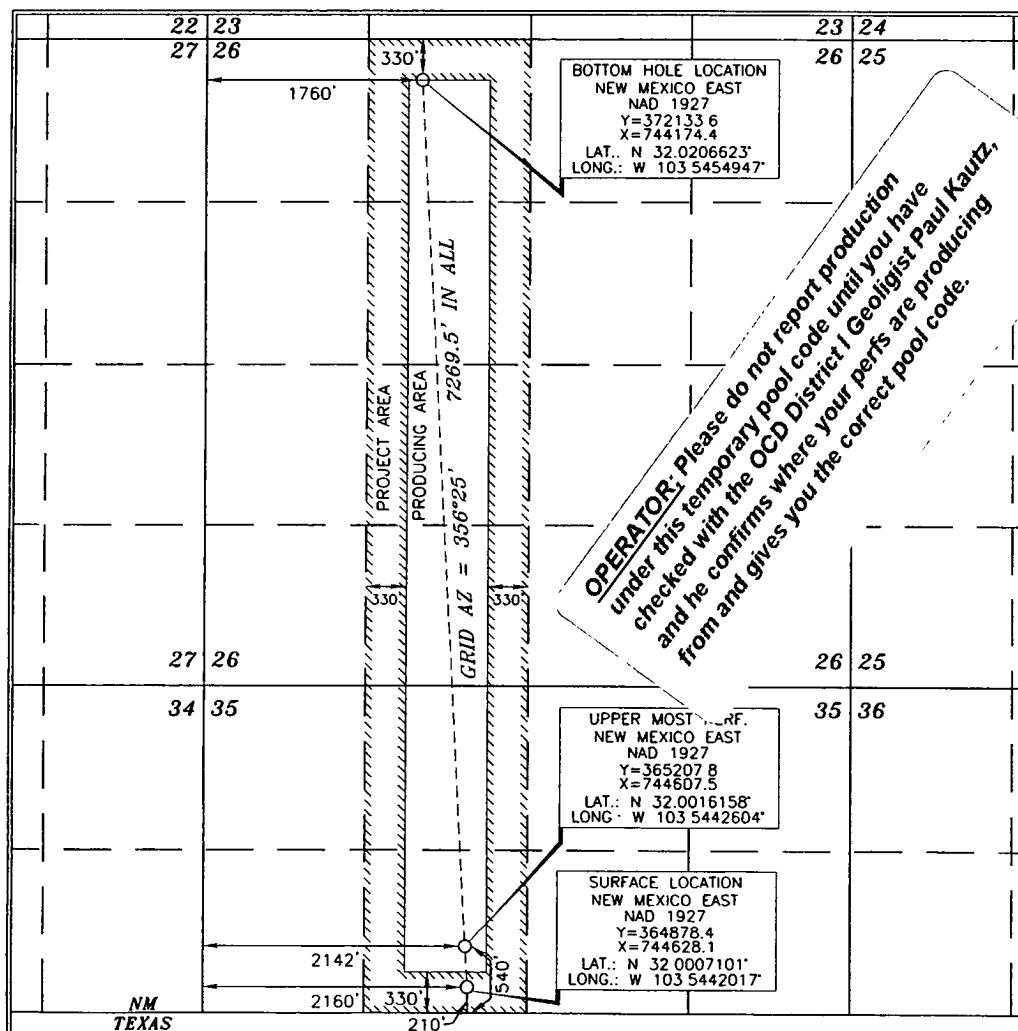 22 23
23 24
27 26
26 25
330'
1760'
BOTTOM HOLE LOCATION
NEW MEXICO EAST
NAD 1927
Y=372133 6
X=744174.4
LAT.: N 32.0206623°
LONG.: W 103 5454947°
OPERATOR: Please do not report production
under this temporary pool code until you have
checked with the OCD District I Geoligist Paul Kautz,
and he confirms where your perfs are producing
from and gives you the correct pool code.
PROJECT AREA
PRODUCING AREA
GRID AZ = 356°25' 7269.5' IN ALL
330'
330'
27 26
26 25
34 35
35 36
UPPER MOST
NEW MEXICO EAST
NAD 1927
Y=365207 8
X=744607.5
LAT.: N 32.0016158°
LONG : W 103 5442604°
SURFACE LOCATION
NEW MEXICO EAST
NAD 1927
Y=364878.4
X=744628.1
LAT.: N 32 0007101°
LONG.: W 103 5442017°
2142'
540'
2160'
330'
210'
NM
TEXAS